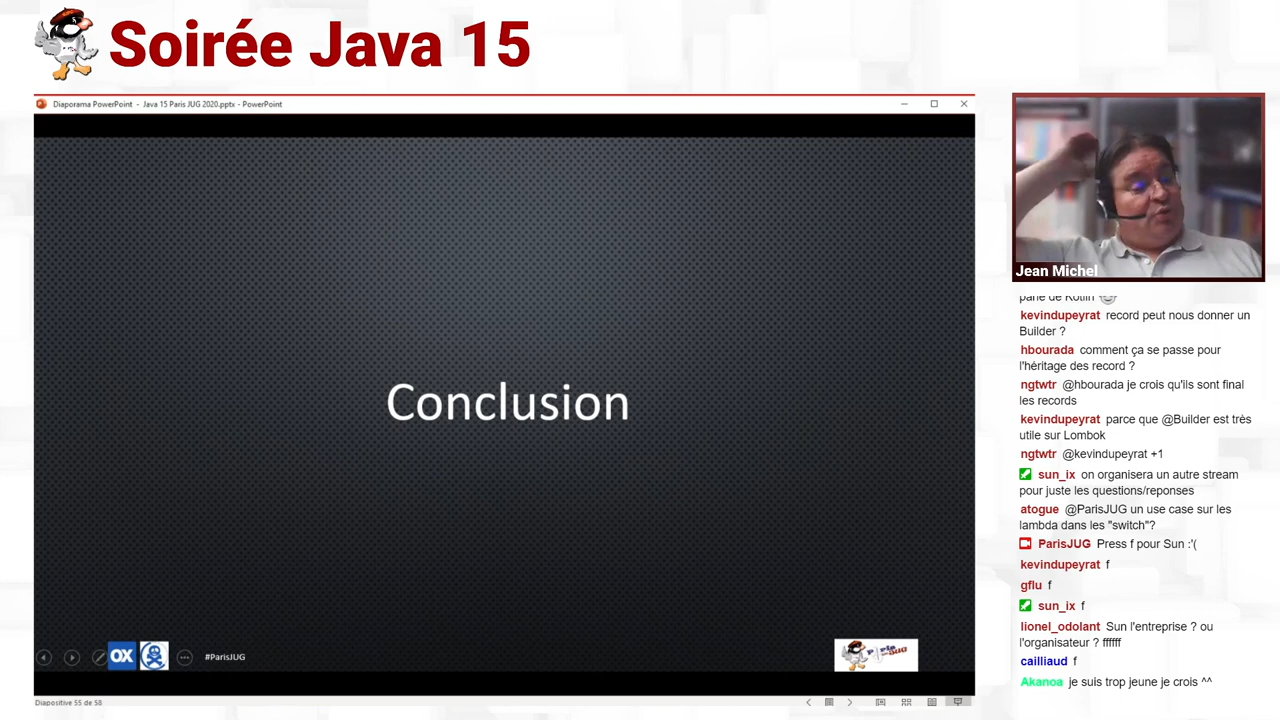 Soirée Java 15
Diaporama PowerPoint - Java 15 Paris JUG 2020.pptx - PowerPoint
Conclusion
OX
#ParisJUG
Diapositive 55 de 58
Jean Michel
parle de Kotlin
kevindupeyrat record peut nous donner un
Builder ?
hbourada comment ça se passe pour
l'héritage des record ?
ngtwtr @hbourada je crois qu'ils sont final
les records
kevindupeyrat parce que @Builder est très
utile sur Lombok
ngtwtr @kevindupeyrat +1
sun_ix on organisera un autre stream
pour juste les questions/reponses
atogue @ParisJUG un use case sur les
lambda dans les "switch"?
ParisJUG Press f pour Sun :'(
kevindupeyrat f
gflu f
sun_ix f
lionel_odolant Sun l'entreprise ? ou
l'organisateur ? ffffff
cailliaud f
Akanoa je suis trop jeune je crois ^^